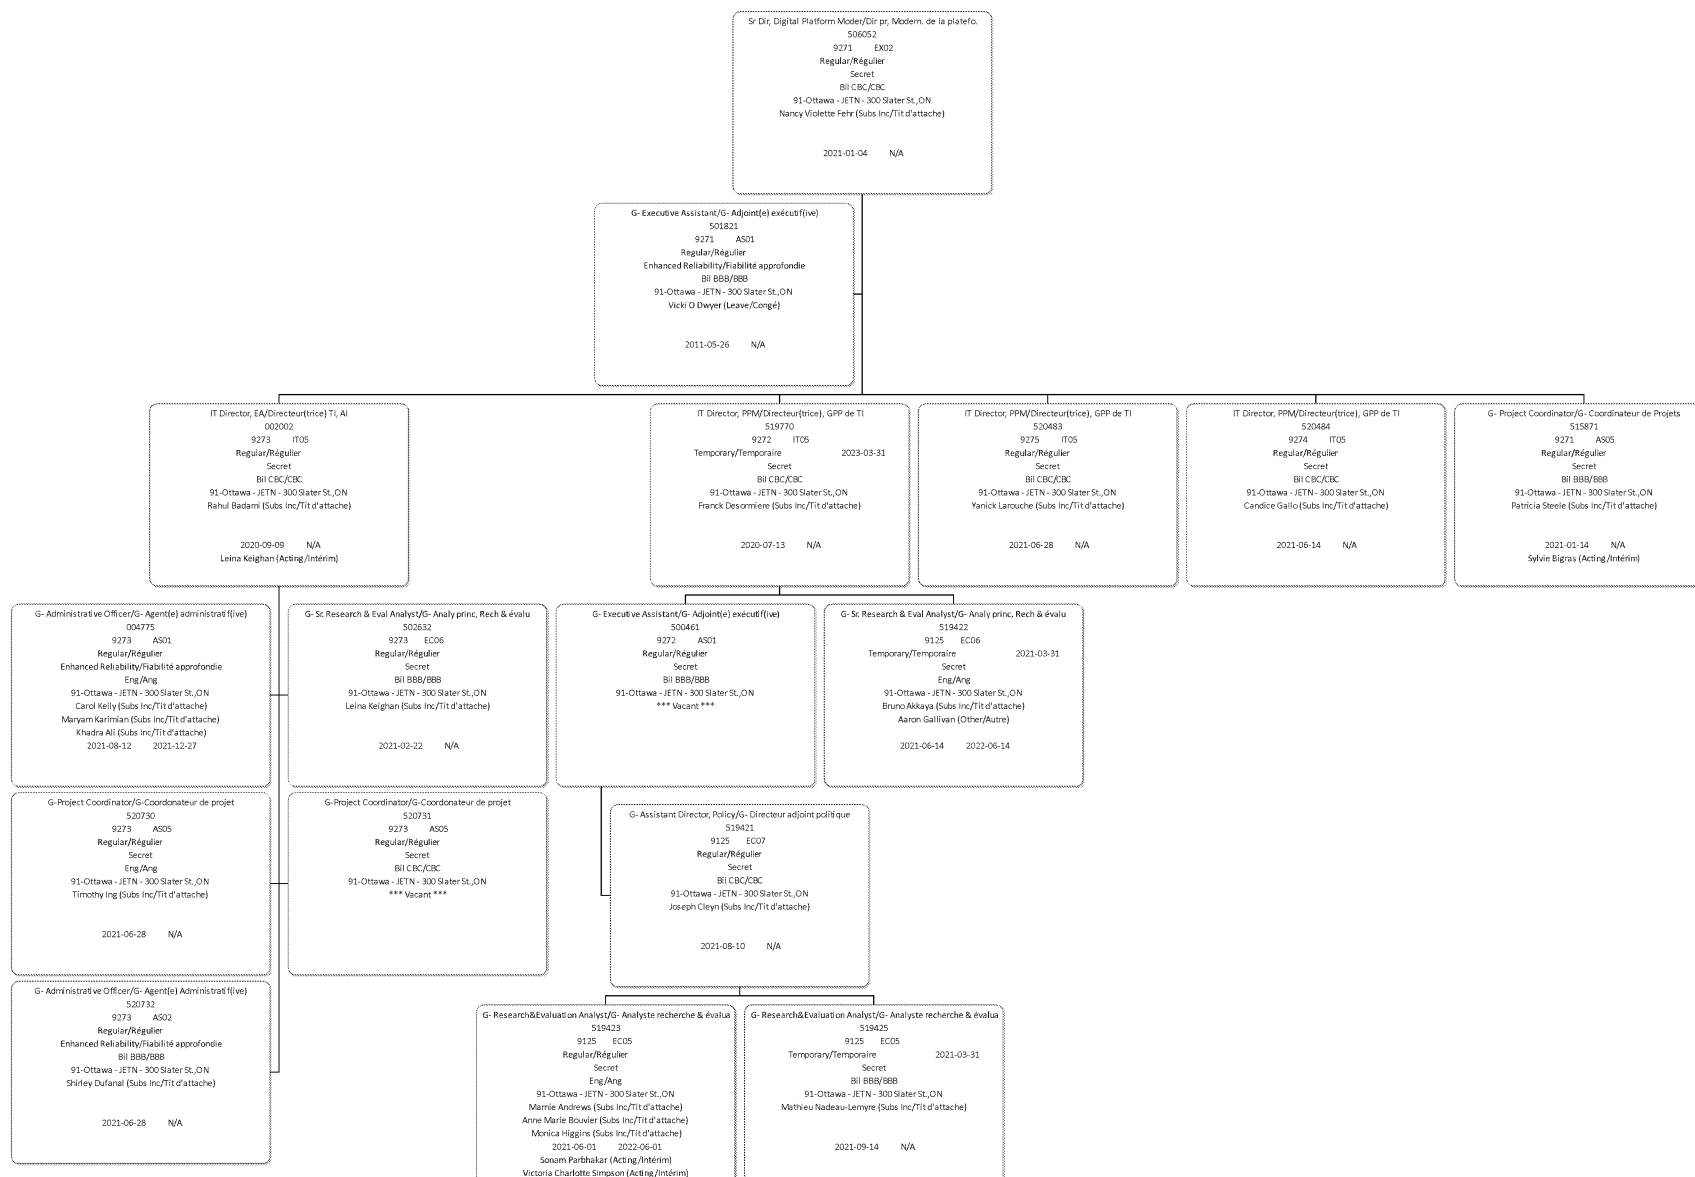 Sr Dir, Digital Platform Moder/Dir pr, Modern. de la platefo.
506052
9271 EX02
Regular/Régulier
Secret
Bil CBC/CBC
91-Ottawa - JETN - 300 Slater St.,ON
Nancy Violette Fehr (Subs Inc/Tit d'attache)
2021-01-04 N/A
G- Executive Assistant/G- Adjoint(e) exécutif(ive)
501821
9271 AS01
Regular/Régulier
Enhanced Reliability/Fiabilité approfondie
Bil BBB/BBB
91-Ottawa - JETN - 300 Slater St.,ON
Vicki O Dwyer (Leave/Congé)
2011-05-26 N/A
IT Director, EA/Directeur(trice) TI, AI
002002
9273 IT05
Regular/Régulier
Secret
Bil CBC/CBC
91-Ottawa - JETN - 300 Slater St.,ON
Rahul Badami (Subs Inc/Tit d'attache)
2020-09-09 N/A
Leina Keighan (Acting/Intérim)
IT Director, PPM/Directeur(trice), GPP de TI
519770
9272 IT05
Temporary/Temporaire 2023-03-31
Secret
Bil CBC/CBC
91-Ottawa - JETN - 300 Slater St.,ON
Franck Desormiere (Subs Inc/Tit d'attache)
2020-07-13 N/A
IT Director, PPM/Directeur(trice), GPP de TI
520483
9275 IT05
Regular/Régulier
Secret
Bil CBC/CBC
91-Ottawa - JETN - 300 Slater St.,ON
Yanick Larouche (Subs Inc/Tit d'attache)
2021-06-28 N/A
IT Director, PPM/Directeur(trice), GPP de TI
520484
9274 IT05
Regular/Régulier
Secret
Bil CBC/CBC
91-Ottawa - JETN - 300 Slater St.,ON
Candice Gallo (Subs Inc/Tit d'attache)
2021-06-14 N/A
G- Project Coordinator/G- Coordinateur de Projets
515871
9271 AS05
Regular/Régulier
Secret
Bil BBB/BBB
91-Ottawa - JETN - 300 Slater St.,ON
Patricia Steele (Subs Inc/Tit d'attache)
2021-01-14 N/A
Sylvie Bigras (Acting/Intérim)
G- Administrative Officer/G- Agent(e) administratif(ive)
004775
9273 AS01
Regular/Régulier
Enhanced Reliability/Fiabilité approfondie
Eng/Ang
91-Ottawa - JETN - 300 Slater St.,ON
Carol Kelly (Subs Inc/Tit d'attache)
Maryam Karimian (Subs Inc/Tit d'attache)
Khadra Ali (Subs Inc/Tit d'attache)
2021-08-12 2021-12-27
G- Sr. Research & Eval Analyst/G- Analy princ, Rech & évalu
502632
9273 EC06
Regular/Régulier
Secret
Bil BBB/BBB
91-Ottawa - JETN - 300 Slater St.,ON
Leina Keighan (Subs Inc/Tit d'attache)
2021-02-22 N/A
G- Executive Assistant/G- Adjoint(e) exécutif(ive)
500461
9272 AS01
Regular/Régulier
Secret
Bil BBB/BBB
91-Ottawa - JETN - 300 Slater St.,ON
*** Vacant ***
G- Sr. Research & Eval Analyst/G- Analy princ, Rech & évalu
519422
9125 EC06
Temporary/Temporaire 2021-03-31
Secret
Eng/Ang
91-Ottawa - JETN - 300 Slater St.,ON
Bruno Akkaya (Subs Inc/Tit d'attache)
Aaron Gallivan (Other/Autre)
2021-06-14 2022-06-14
G-Project Coordinator/G-Coordonateur de projet
520730
9273 AS05
Regular/Régulier
Secret
Eng/Ang
91-Ottawa - JETN - 300 Slater St.,ON
Timothy Ing (Subs Inc/Tit d'attache)
2021-06-28 N/A
G-Project Coordinator/G-Coordonateur de projet
520731
9273 AS05
Regular/Régulier
Secret
Bil CBC/CBC
91-Ottawa - JETN - 300 Slater St.,ON
*** Vacant ***
G- Assistant Director, Policy/G- Directeur adjoint politique
519421
9125 EC07
Regular/Régulier
Secret
Bil CBC/CBC
91-Ottawa - JETN - 300 Slater St.,ON
Joseph Cleyn (Subs Inc/Tit d'attache)
2021-08-10 N/A
G- Administrative Officer/G- Agent(e) Administratif(ive)
520732
9273 AS02
Regular/Régulier
Enhanced Reliability/Fiabilité approfondie
Bil BBB/BBB
91-Ottawa - JETN - 300 Slater St.,ON
Shirley Dufanal (Subs Inc/Tit d'attache)
2021-06-28 N/A
G- Research&Evaluation Analyst/G- Analyste recherche & évalua
519423
9125 EC05
Regular/Régulier
Secret
Eng/Ang
91-Ottawa - JETN - 300 Slater St.,ON
Marnie Andrews (Subs Inc/Tit d'attache)
Anne Marie Bouvier (Subs Inc/Tit d'attache)
Monica Higgins (Subs Inc/Tit d'attache)
2021-06-01 2022-06-01
Sonam Parbhakar (Acting/Intérim)
Victoria Charlotte Simpson (Acting/Intérim)
G- Research&Evaluation Analyst/G- Analyste recherche & évalua
519425
9125 EC05
Temporary/Temporaire 2021-03-31
Secret
Bil BBB/BBB
91-Ottawa - JETN - 300 Slater St.,ON
Mathieu Nadeau-Lemyre (Subs Inc/Tit d'attache)
2021-09-14 N/A